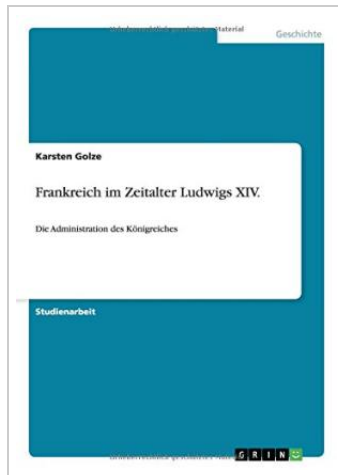 Geschichte
Karsten Golze
Frankreich im Zeitalter Ludwigs XIV.
Die Administration des Königreiches
Studienarbeit
GRIN